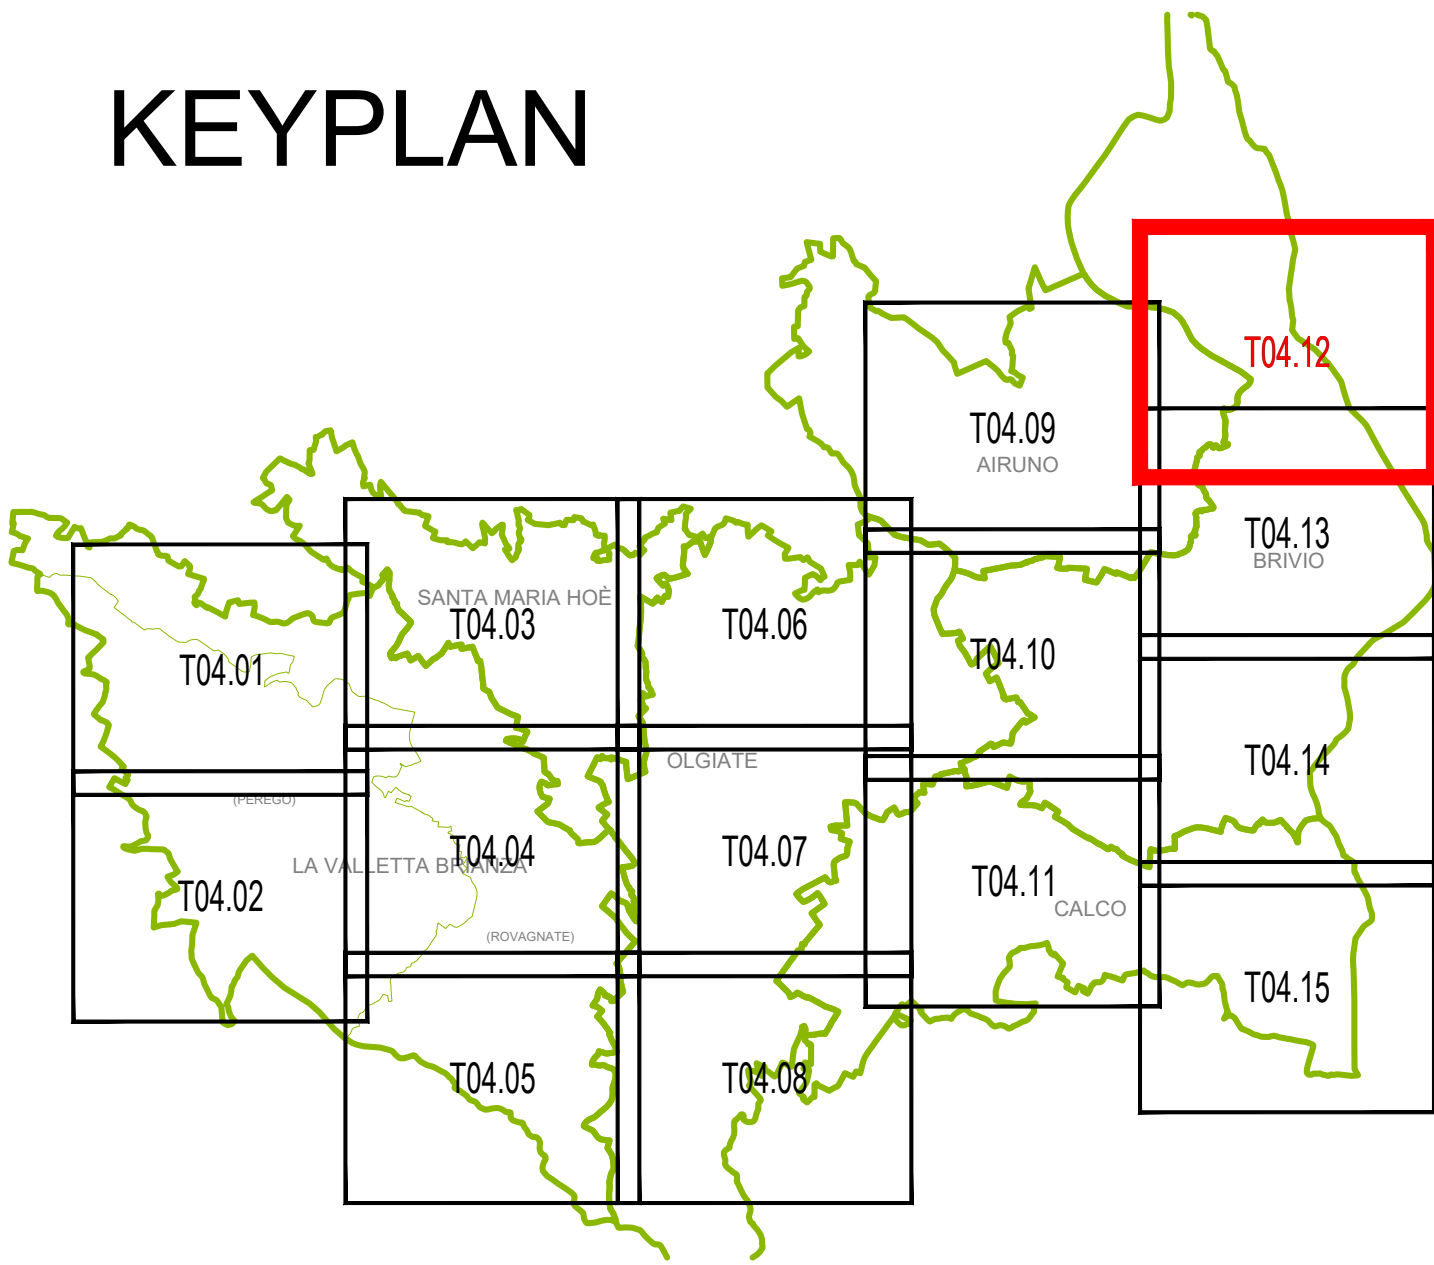 KEYPLAN
T04.12
T04.09
AIRUNO
T04.13
BRIVIO
SANTA MARIA HOÈ
T04.03
T04.06
T04.10
T04.01
OLGIATE
T04.14
(PEREGO)
T04.04
T04.07
LA VALLETTA BRIANZA
T04.02
T04.11
CALCO
(ROVAGNATE)
T04.15
T04.05
T04.08